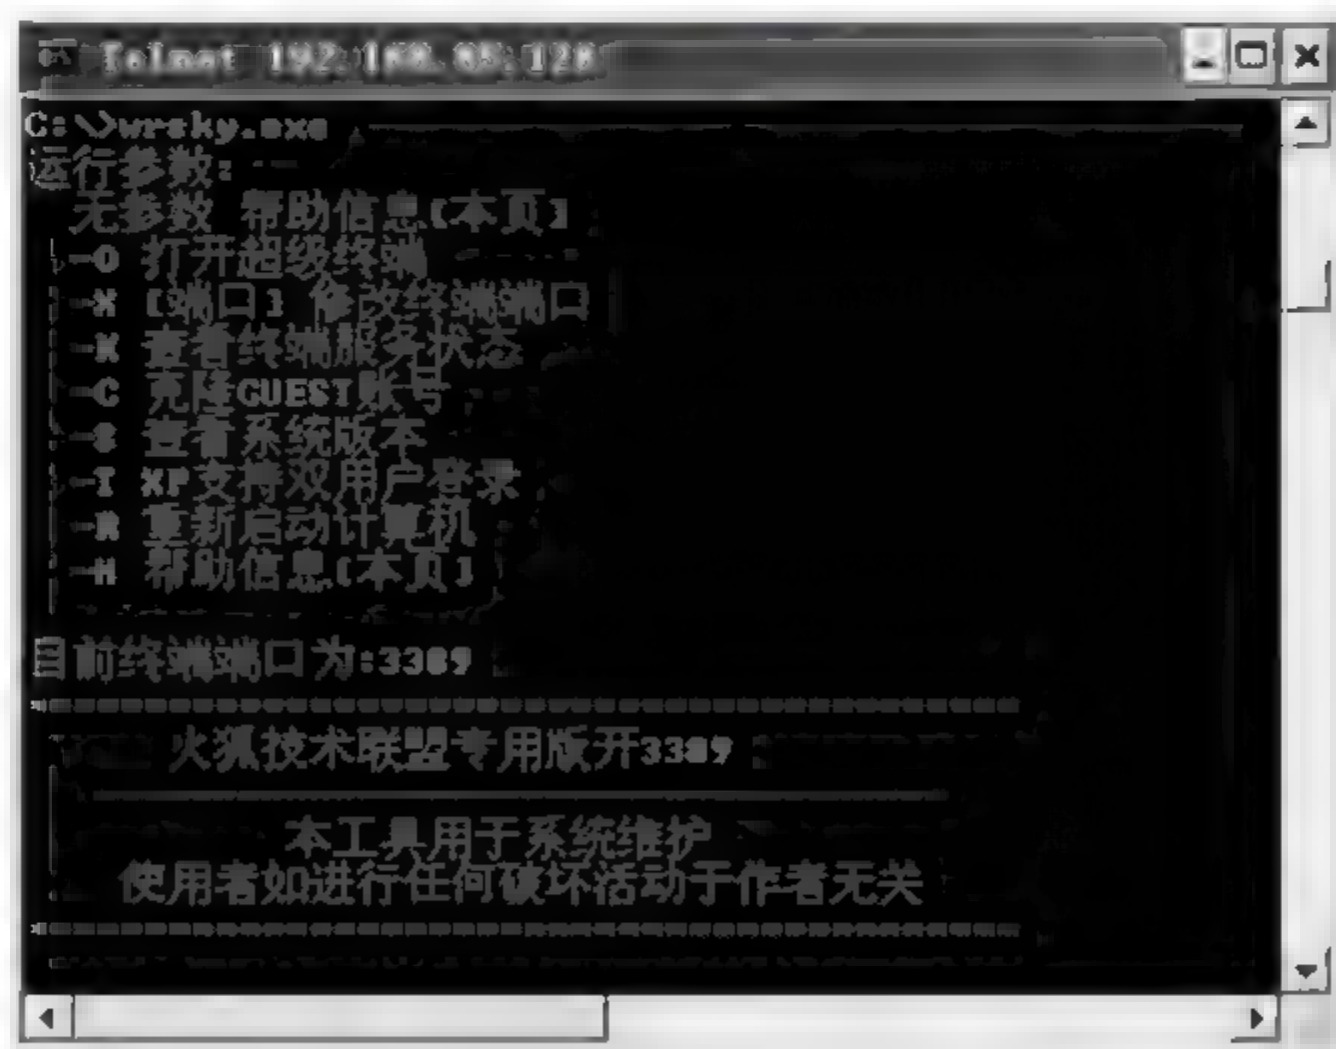 Telnet 192.168.85.128
C:\>wrsky.exe
运行参数:
无参数 帮助信息[本页]
-O 打开超级终端
[端口] 修改终端端口
查看终端服务状态
-C 克隆GUEST账号
查看系统版本
-I XP支持双用户登录
-R 重新启动计算机
-H 帮助信息[本页]
目前终端端口为:3389
火狐技术联盟专用版开3389
本工具用于系统维护
使用者如进行任何破坏活动于作者无关